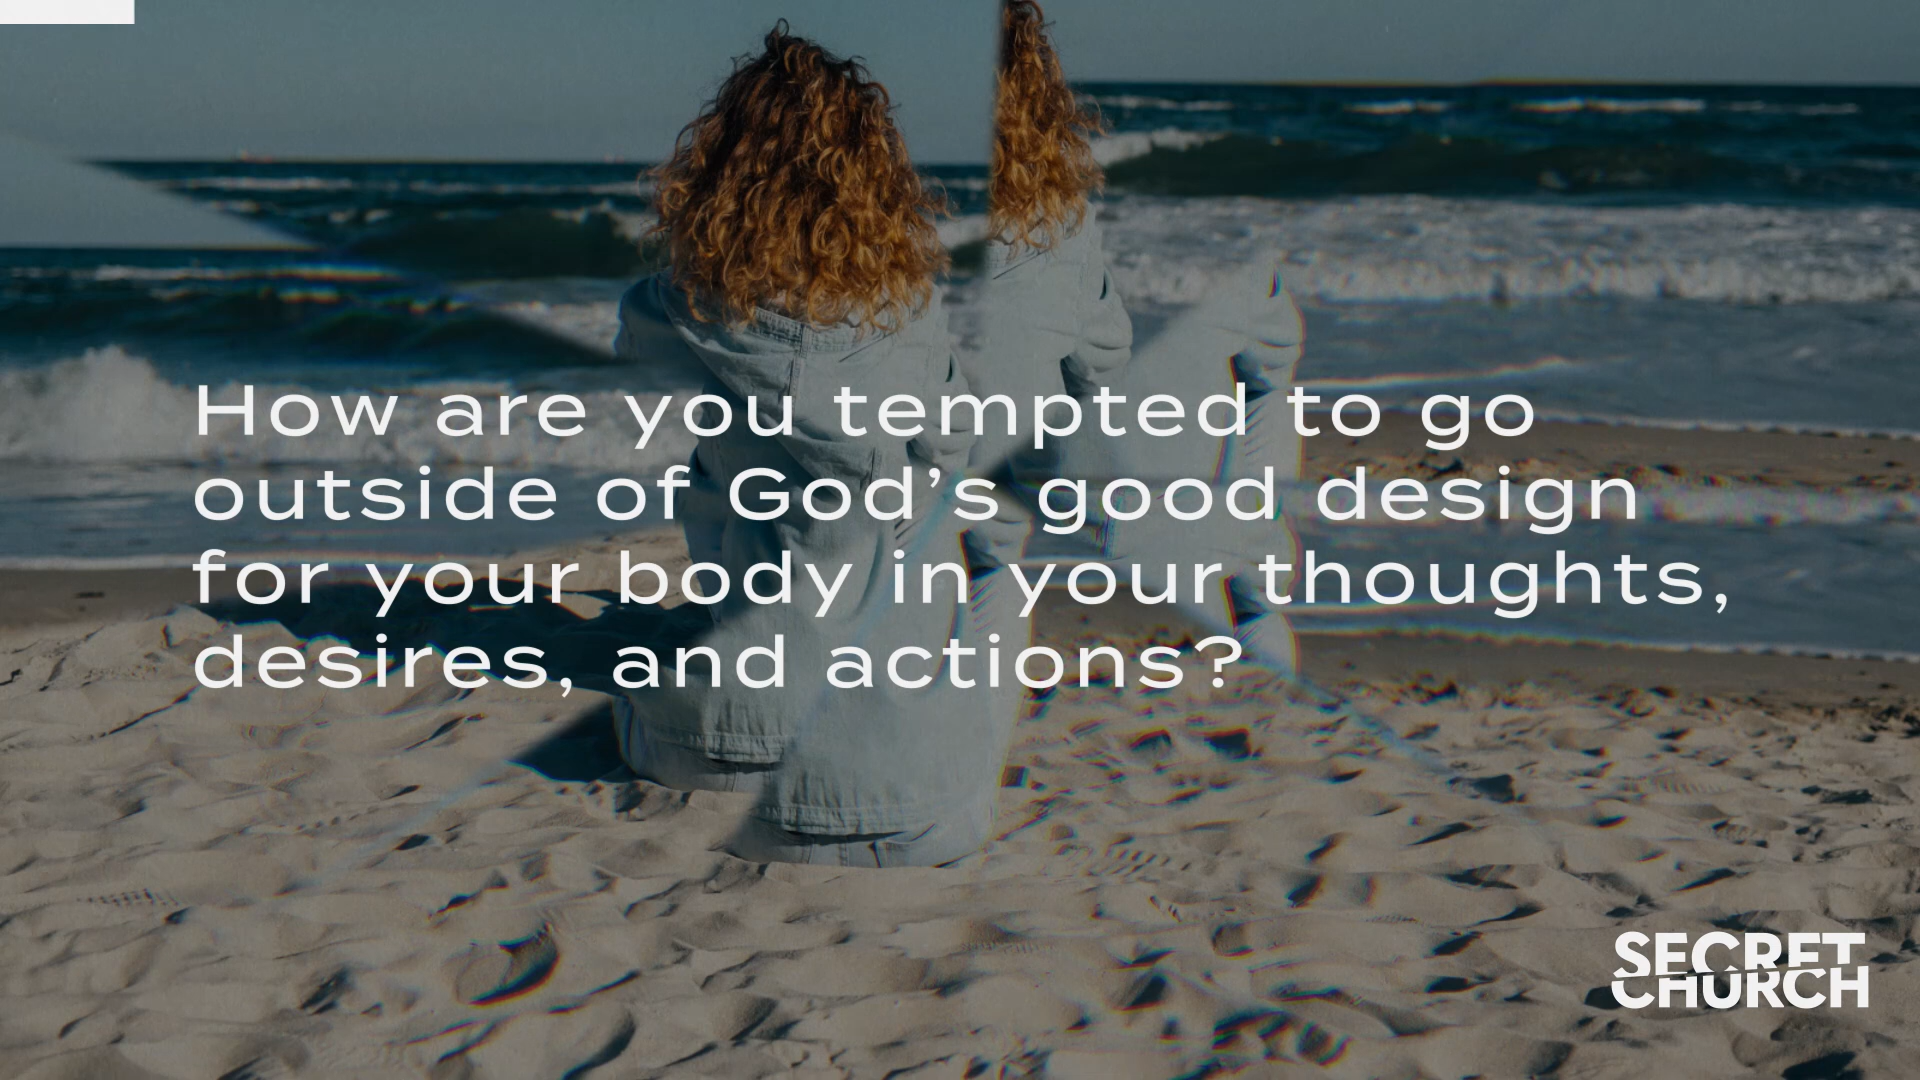 How are you tempted to go
outside of God’s good design
for your body in your thoughts,
desires, and actions?
SECRET
CHURCH